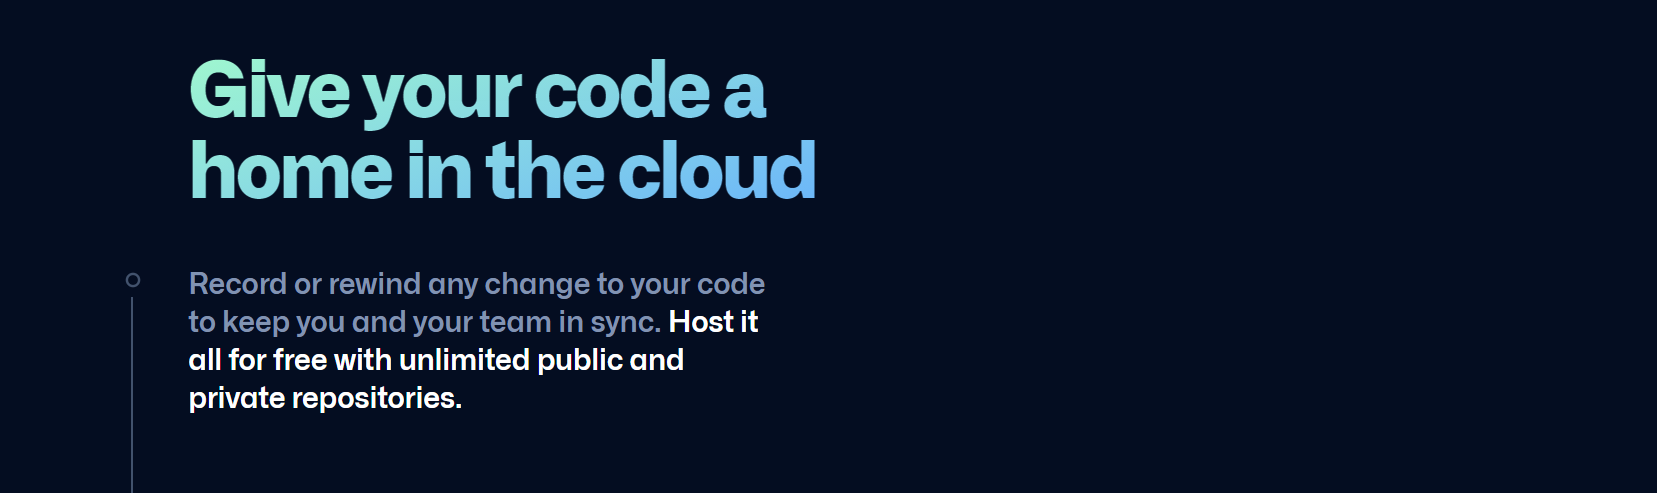 Give your code a
home in the cloud
Record or rewind any change to your code
to keep you and your team in sync. Host it
all for free with unlimited public and
private repositories.